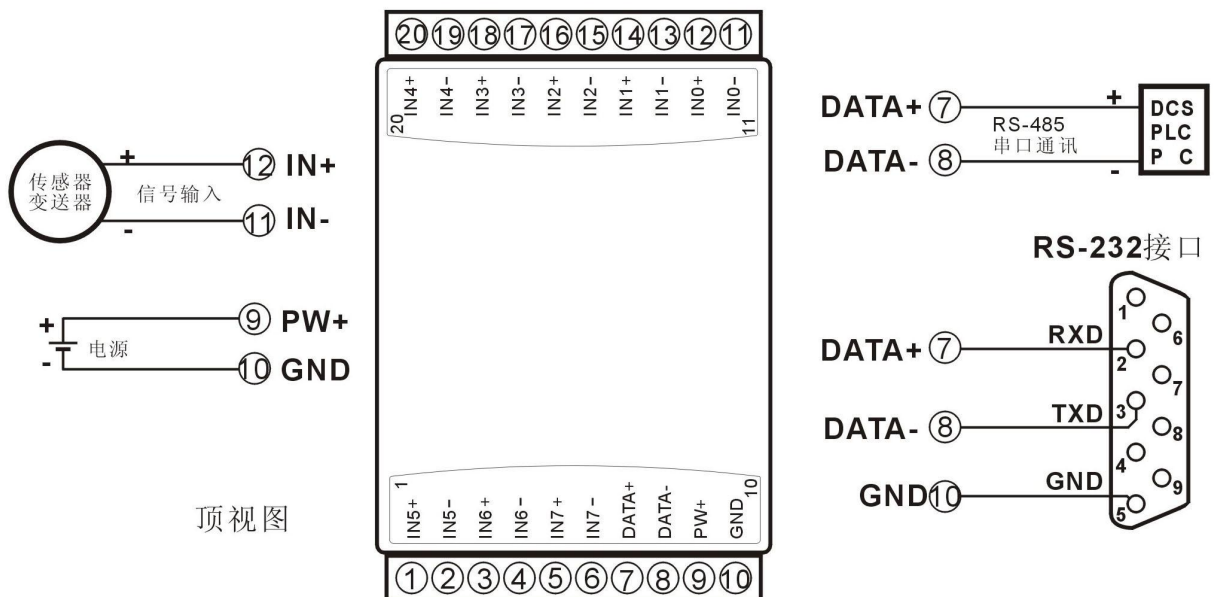 ⑳⑲⑱⑰⑯⑮⑭⑬⑫⑪
IN4+ IN4- IN3+ IN3- IN2+ IN2- IN1+ IN1- IN0+ IN0-
20 11
传感器
变送器
+
信号输入
-
⑫ IN+
⑪ IN-
+
电源
-
⑨ PW+
⑩ GND
顶视图
1 10
IN5+ IN5- IN6+ IN6- IN7+ IN7- DATA+ DATA- PW+ GND
①②③④⑤⑥⑦⑧⑨⑩
DATA+ ⑦
DATA- ⑧
RS-485
串口通讯
+
-
DCS
PLC
P C
RS-232接口
DATA+ ⑦ RXD
DATA- ⑧ TXD
GND⑩ GND
1
2
3
4
5
6
7
8
9